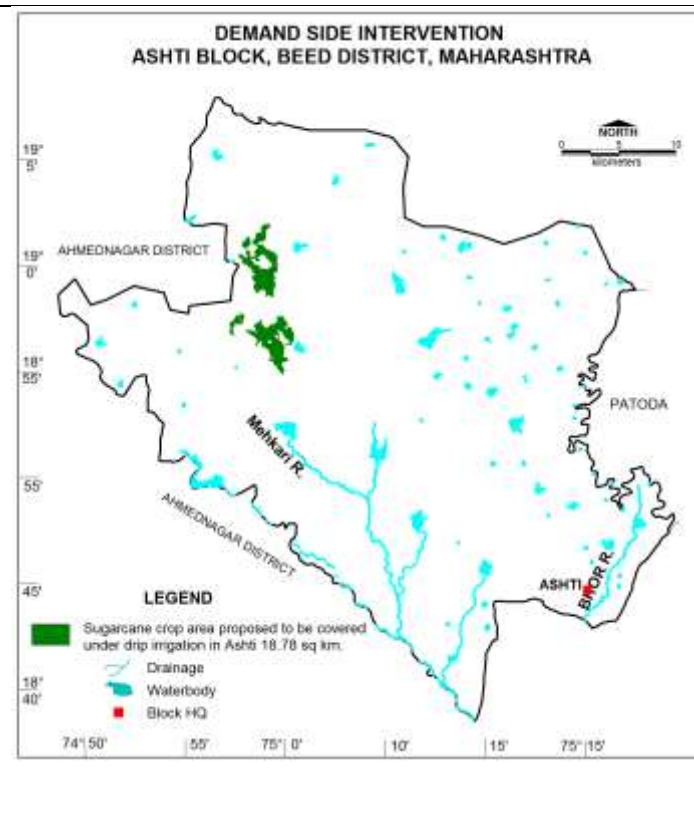 DEMAND SIDE INTERVENTION
ASHTI BLOCK, BEED DISTRICT, MAHARASHTRA
NORTH
0 5 10
kilometers
19°
5'
AHMEDNAGAR DISTRICT
19°
0'
18°
55'
PATODA
Mehkari R.
55'
AHMEDNAGAR DISTRICT
ASHTI
BHOR R.
45'
LEGEND
Sugarcane crop area proposed to be covered
under drip irrigation in Ashti 18.78 sq km.
Drainage
Waterbody
Block HQ
18°
40'
74° 50' 55' 75° 0' 10' 15' 75° 15'